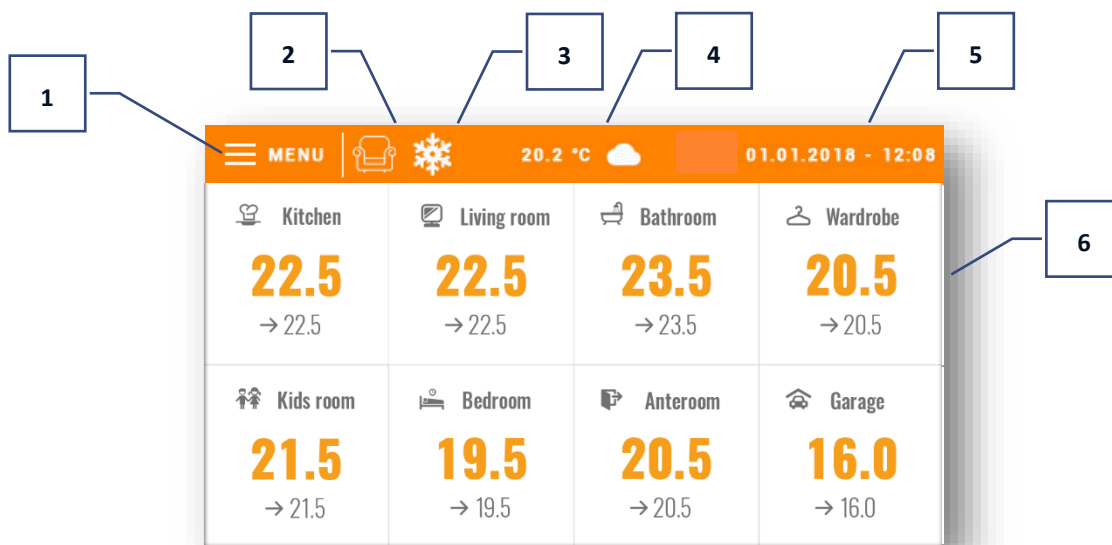 2 3 4 5
1
MENU 20.2 °C 01.01.2018 - 12:08
Kitchen Living room Bathroom Wardrobe
6
22.5 22.5 23.5 20.5
→ 22.5 → 22.5 → 23.5 → 20.5
Kids room Bedroom Anteroom Garage
21.5 19.5 20.5 16.0
→ 21.5 → 19.5 → 20.5 → 16.0